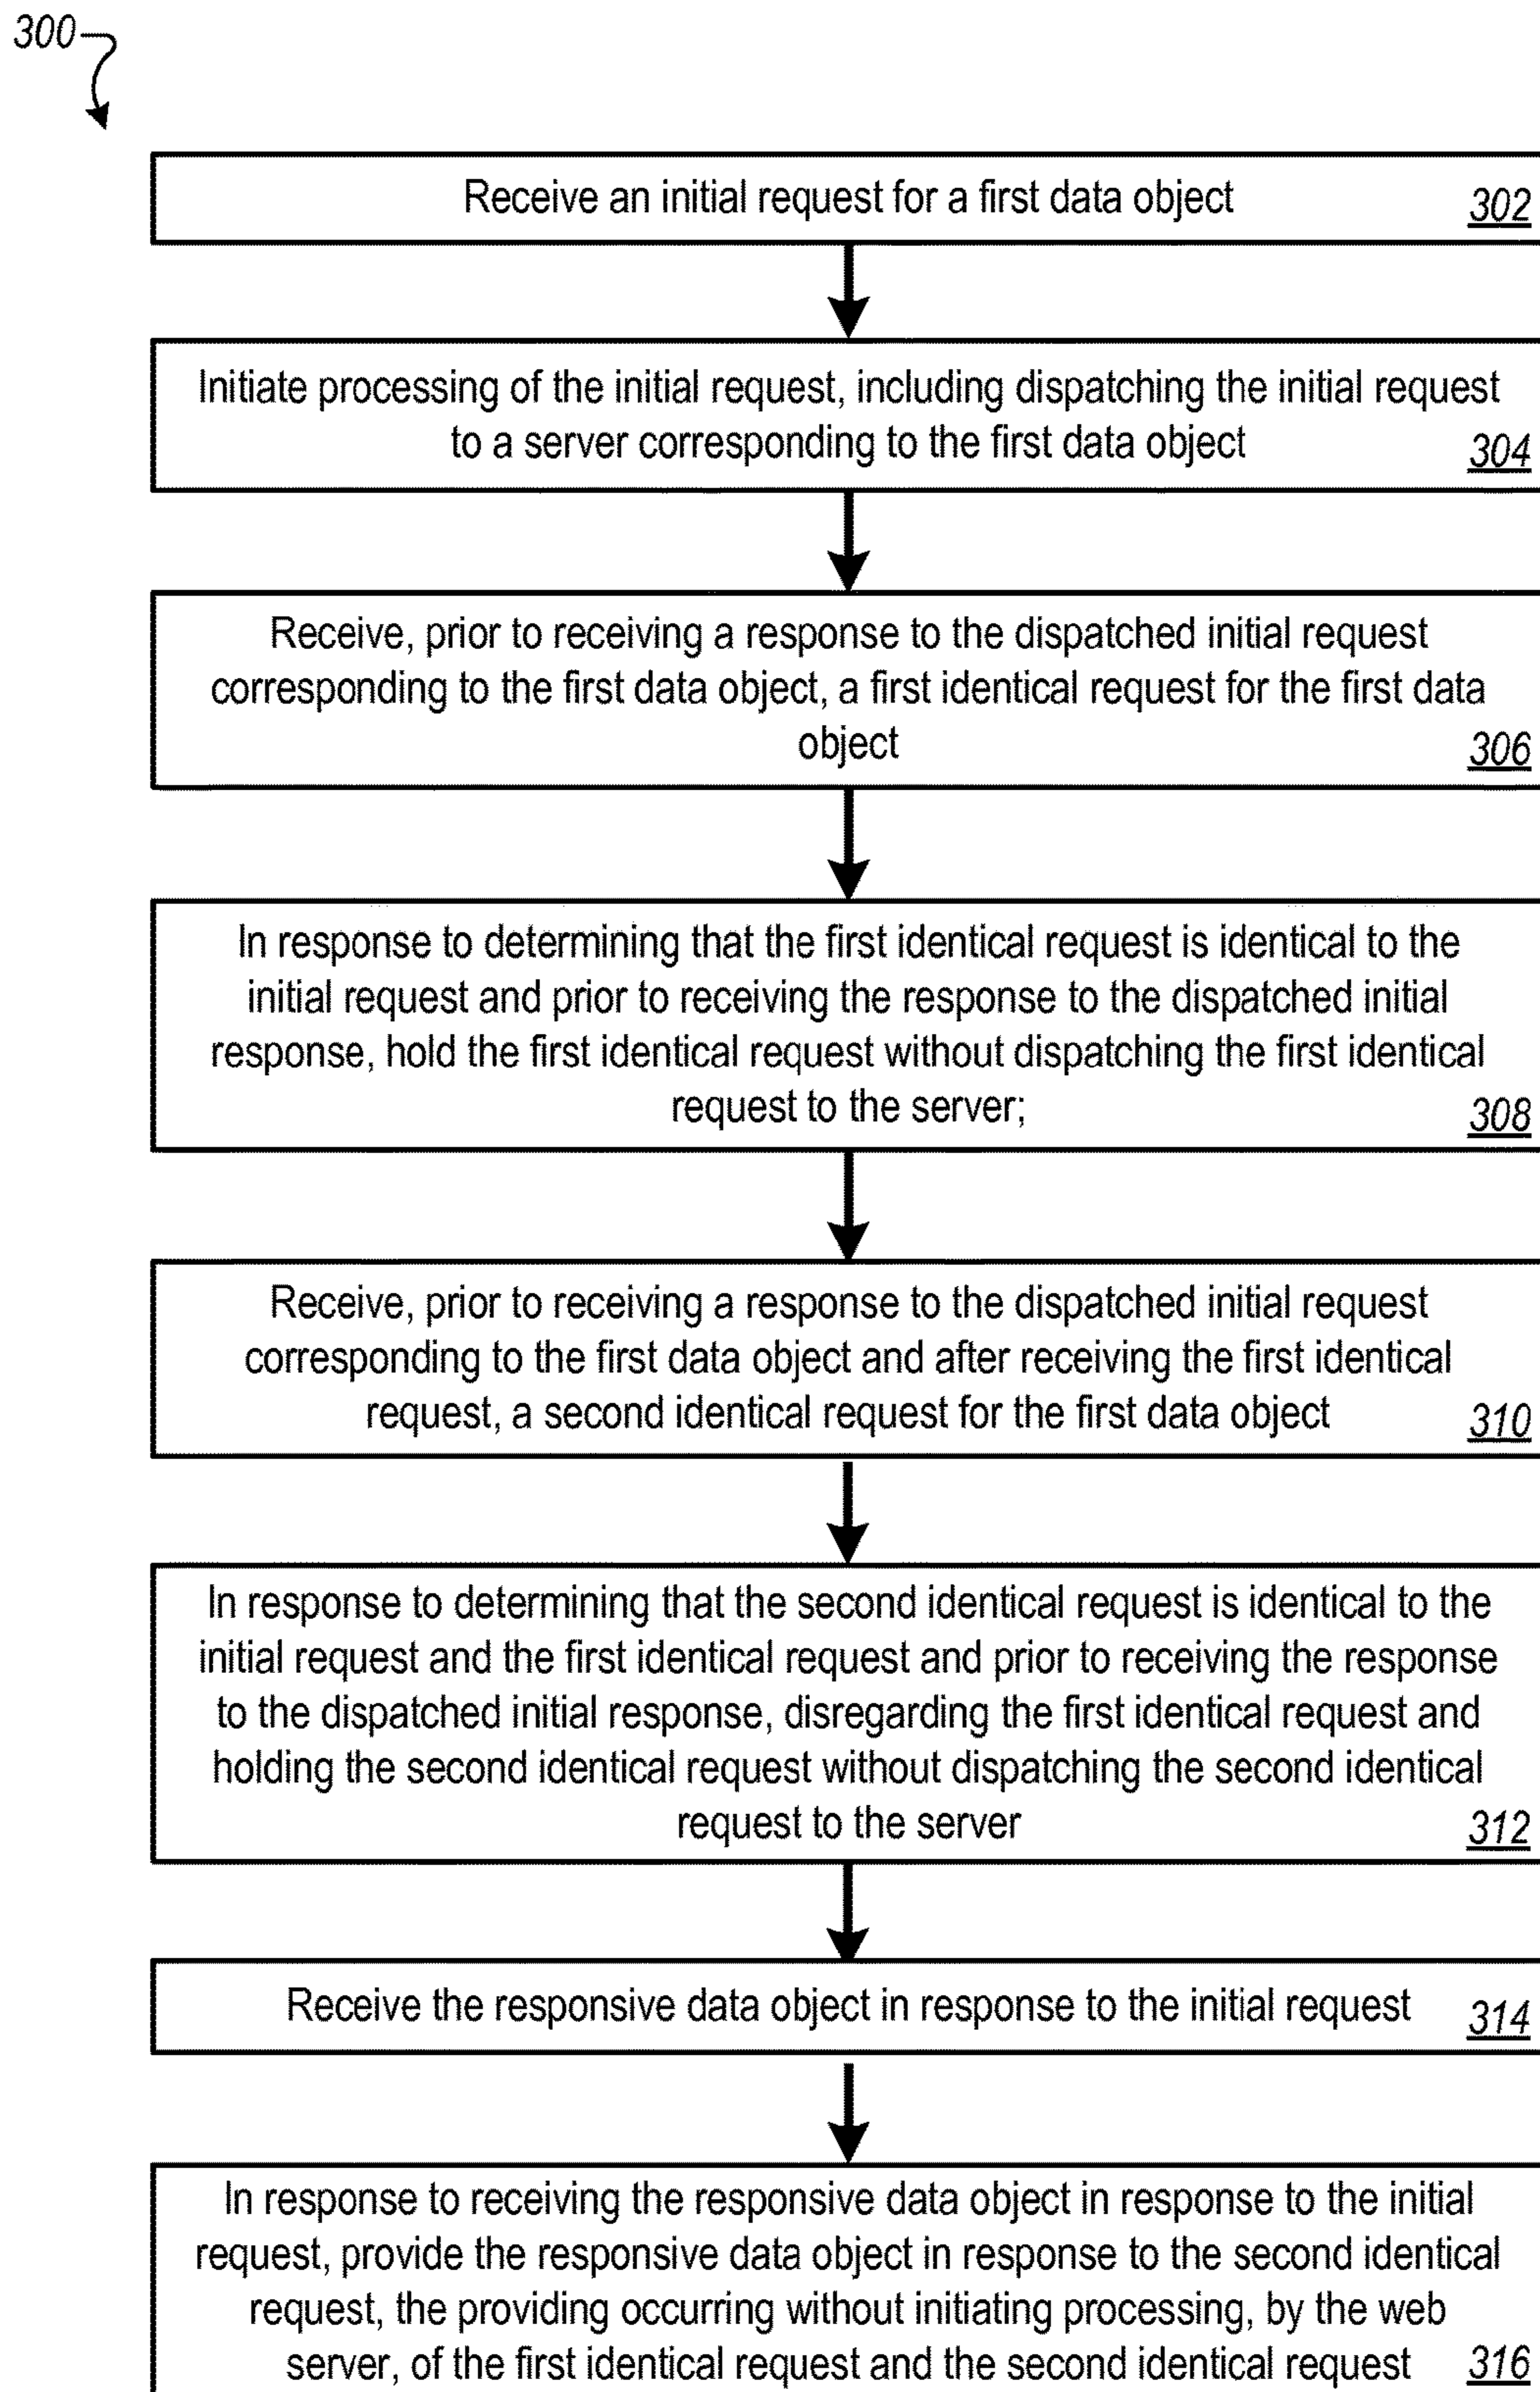 300
Receive an initial request for a first data object
302
Initiate processing of the initial request, including dispatching the initial request
to a server corresponding to the first data object
304
Receive, prior to receiving a response to the dispatched initial request
corresponding to the first data object, a first identical request for the first data
object
306
In response to determining that the first identical request is identical to the
initial request and prior to receiving the response to the dispatched initial
response, hold the first identical request without dispatching the first identical
request to the server;
308
Receive, prior to receiving a response to the dispatched initial request
corresponding to the first data object and after receiving the first identical
request, a second identical request for the first data object
310
In response to determining that the second identical request is identical to the
initial request and the first identical request and prior to receiving the response
to the dispatched initial response, disregarding the first identical request and
holding the second identical request without dispatching the second identical
request to the server
312
Receive the responsive data object in response to the initial request
314
In response to receiving the responsive data object in response to the initial
request, provide the responsive data object in response to the second identical
request, the providing occurring without initiating processing, by the web
server, of the first identical request and the second identical request
316